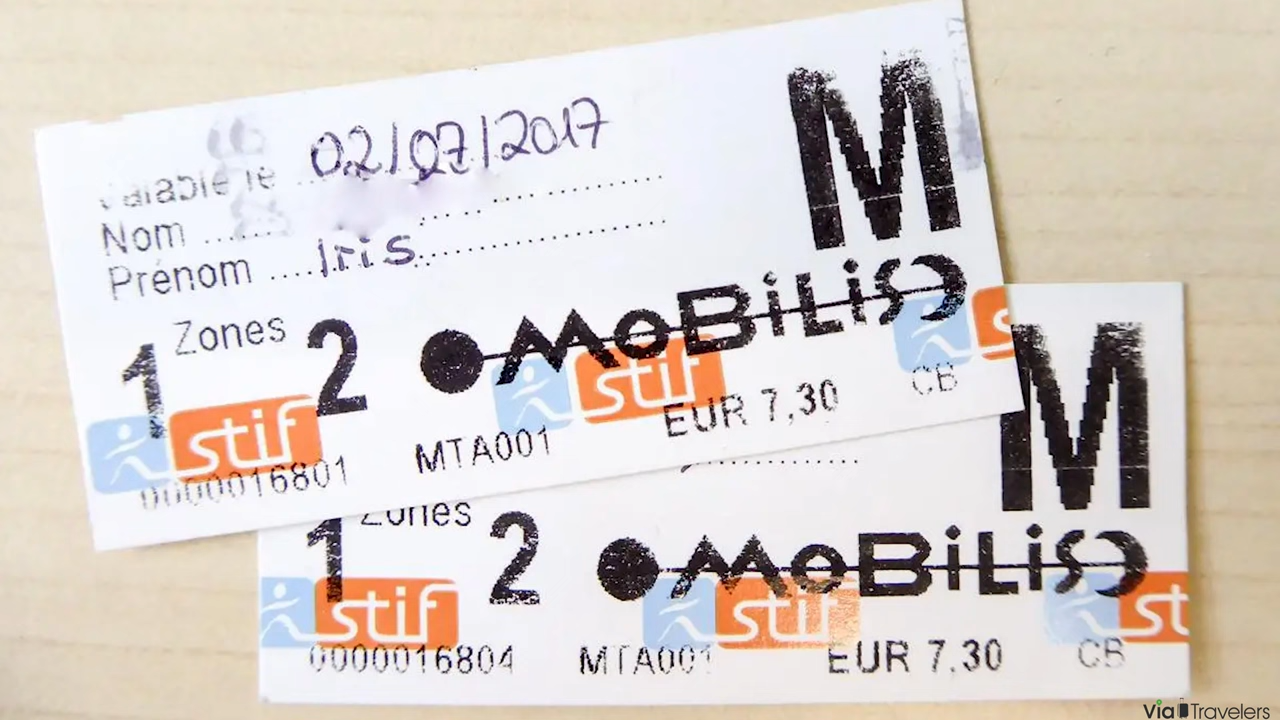 Valable le 02/07/2017
Nom
Prénom Iris
M
Zones
1 2 MOBILIS
stif stif s
MTA001 EUR 7,30 CB
0000016801
M
Zones
1 2 MOBILIS
stif stif st
0000016804 MTA001 EUR 7,30 CB
Via Travelers